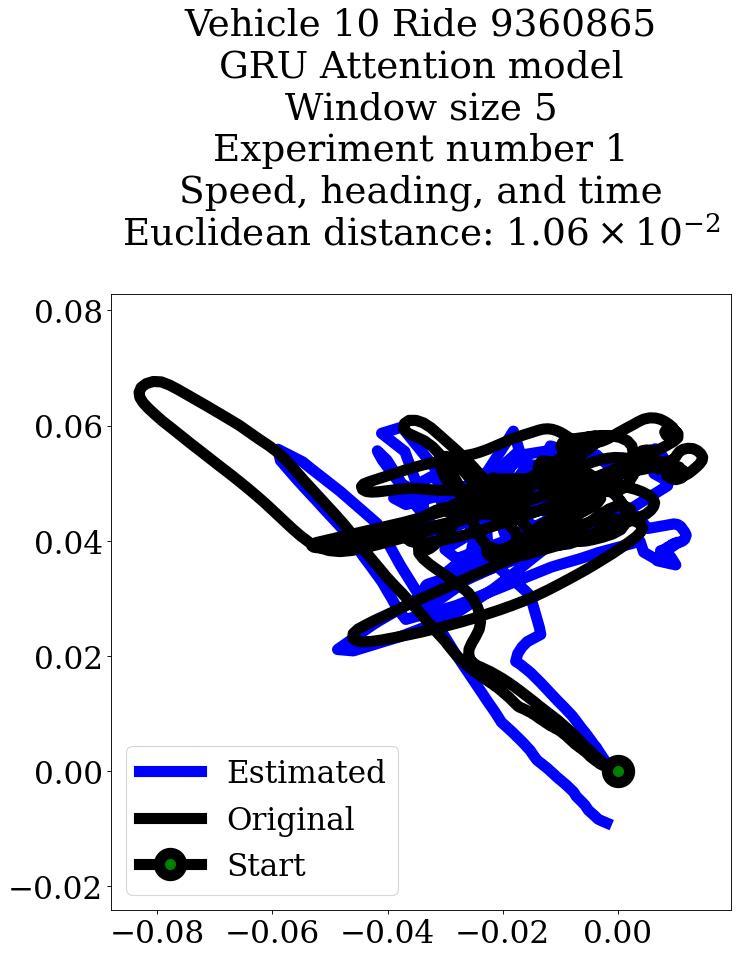 Vehicle 10 Ride 9360865
GRU Attention model
Window size 5
Experiment number 1
Speed, heading, and time
Euclidean distance: 1.06 × 10⁻²
0.08
0.06
0.04
0.02
0.00
−0.02
Estimated
Original
Start
−0.08 −0.06 −0.04 −0.02 0.00